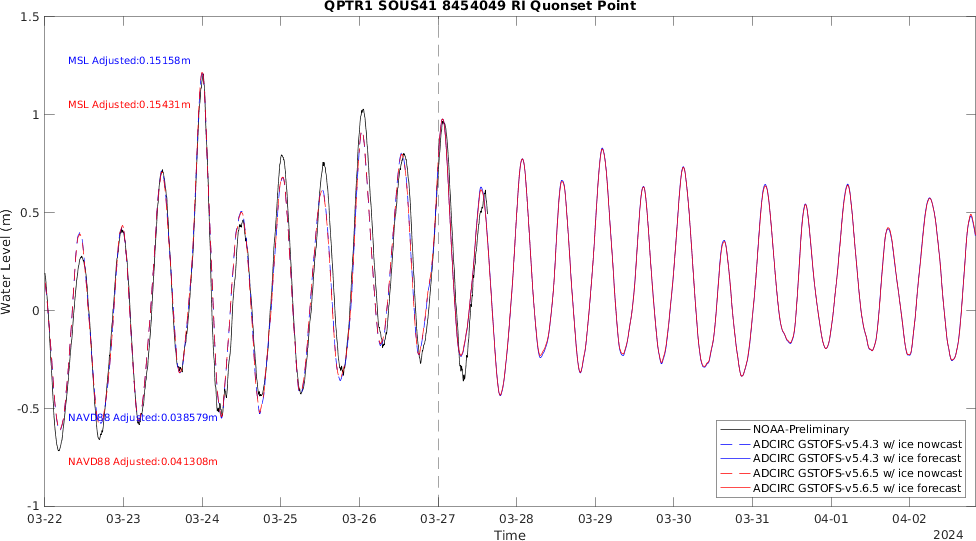 QPTR1 SOUS41 8454049 RI Quonset Point
1.5
1
0.5
0
-0.5
-1
Water Level (m)
MSL Adjusted:0.15158m
MSL Adjusted:0.15431m
NAVD88 Adjusted:0.038579m
NAVD88 Adjusted:0.041308m
NOAA-Preliminary
ADCIRC GSTOFS-v5.4.3 w/ ice nowcast
ADCIRC GSTOFS-v5.4.3 w/ ice forecast
ADCIRC GSTOFS-v5.6.5 w/ ice nowcast
ADCIRC GSTOFS-v5.6.5 w/ ice forecast
03-22 03-23 03-24 03-25 03-26 03-27 03-28 03-29 03-30 03-31 04-01 04-02
Time
2024